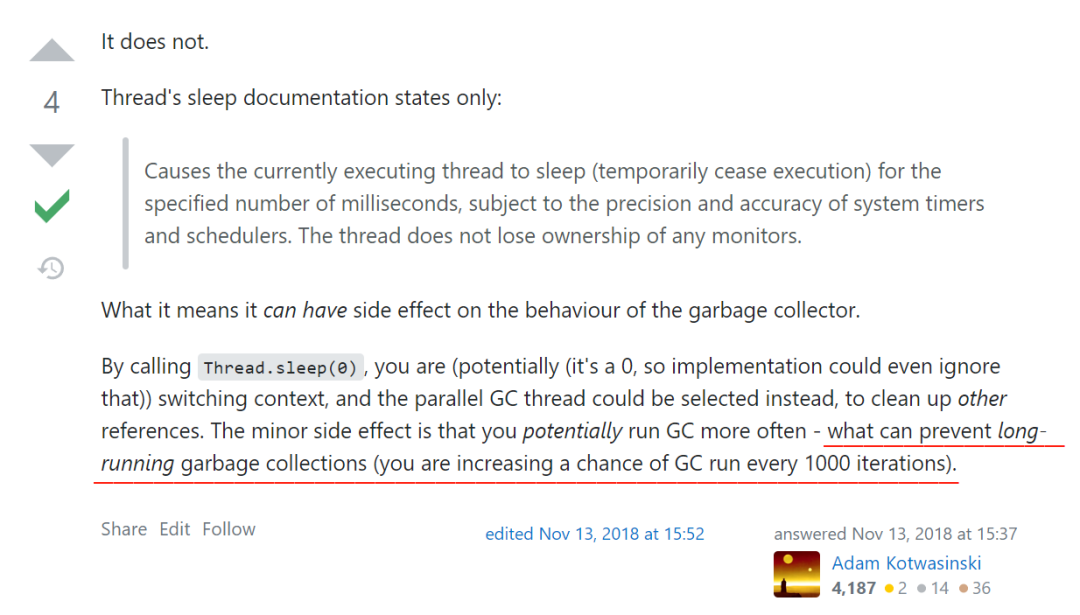 It does not.
4
Thread's sleep documentation states only:
Causes the currently executing thread to sleep (temporarily cease execution) for the
specified number of milliseconds, subject to the precision and accuracy of system timers
and schedulers. The thread does not lose ownership of any monitors.
What it means it can have side effect on the behaviour of the garbage collector.
By calling Thread.sleep(0), you are (potentially (it's a 0, so implementation could even ignore
that)) switching context, and the parallel GC thread could be selected instead, to clean up other
references. The minor side effect is that you potentially run GC more often - what can prevent long-
running garbage collections (you are increasing a chance of GC run every 1000 iterations).
Share Edit Follow
edited Nov 13, 2018 at 15:52
answered Nov 13, 2018 at 15:37
Adam Kotwasinski
4,187 2 14 36